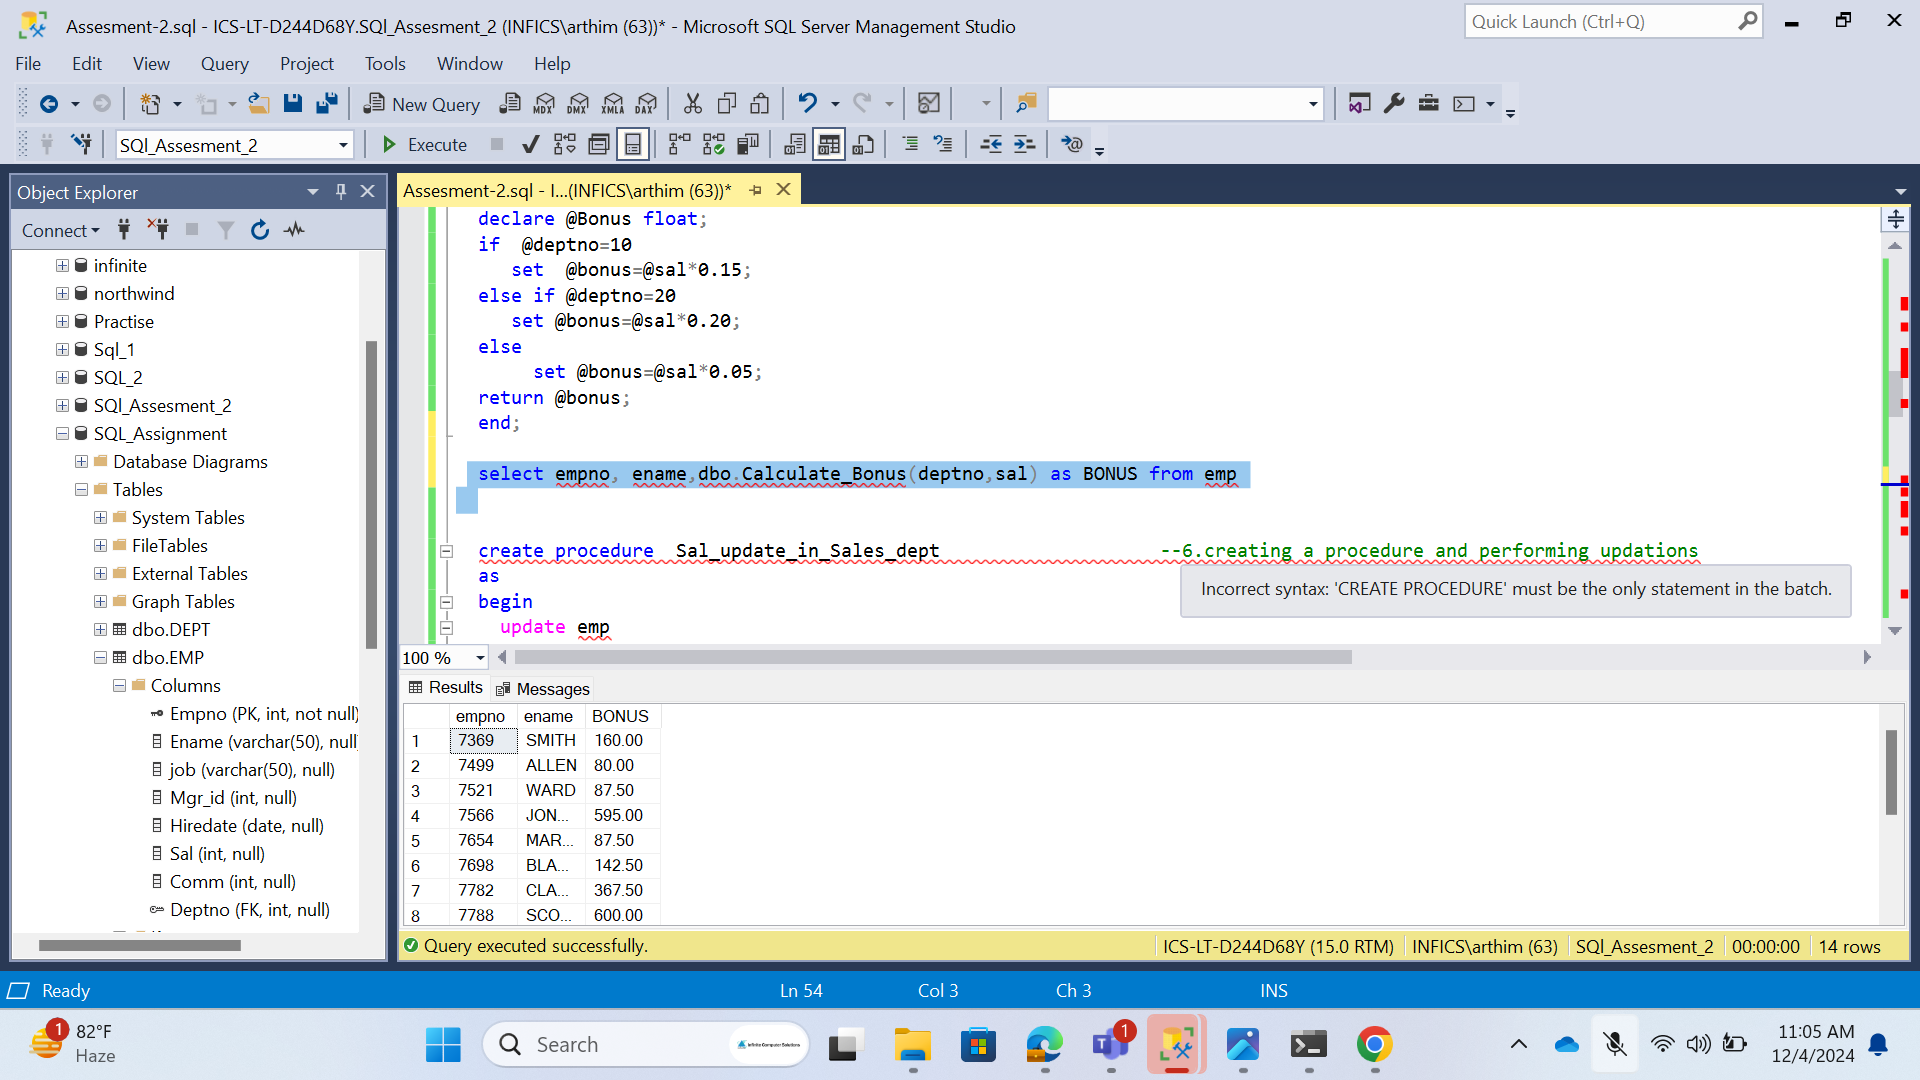 Assesment-2.sql - ICS-LT-D244D68Y.SQl_Assesment_2 (INFICS\arthim (63))* - Microsoft SQL Server Management Studio
Quick Launch (Ctrl+Q)
File Edit View Query Project Tools Window Help
New Query MDX DMX XMLA DAX
SQl_Assesment_2 Execute
Object Explorer
Connect
infinite
northwind
Practise
Sql_1
SQL_2
SQl_Assesment_2
SQL_Assignment
Database Diagrams
Tables
System Tables
FileTables
External Tables
Graph Tables
dbo.DEPT
dbo.EMP
Columns
Empno (PK, int, not null)
Ename (varchar(50), null
job (varchar(50), null)
Mgr_id (int, null)
Hiredate (date, null)
Sal (int, null)
Comm (int, null)
Deptno (FK, int, null)
Assesment-2.sql - I...(INFICS\arthim (63))*
declare @Bonus float;
if  @deptno=10
set  @bonus=@sal*0.15;
else if @deptno=20
set @bonus=@sal*0.20;
else
set @bonus=@sal*0.05;
return @bonus;
end;
select empno, ename,dbo.Calculate_Bonus(deptno,sal) as BONUS from emp
create procedure  Sal_update_in_Sales_dept --6.creating a procedure and performing updations
as
begin
update emp
Incorrect syntax: 'CREATE PROCEDURE' must be the only statement in the batch.
100 %
Results Messages
empno ename BONUS
1 7369 SMITH 160.00
2 7499 ALLEN 80.00
3 7521 WARD 87.50
4 7566 JON... 595.00
5 7654 MAR... 87.50
6 7698 BLA... 142.50
7 7782 CLA... 367.50
8 7788 SCO... 600.00
Query executed successfully. ICS-LT-D244D68Y (15.0 RTM) INFICS\arthim (63) SQl_Assesment_2 00:00:00 14 rows
Ready Ln 54 Col 3 Ch 3 INS
1 82°F
Haze
Search
Infinite Computer Solutions
1
11:05 AM
12/4/2024